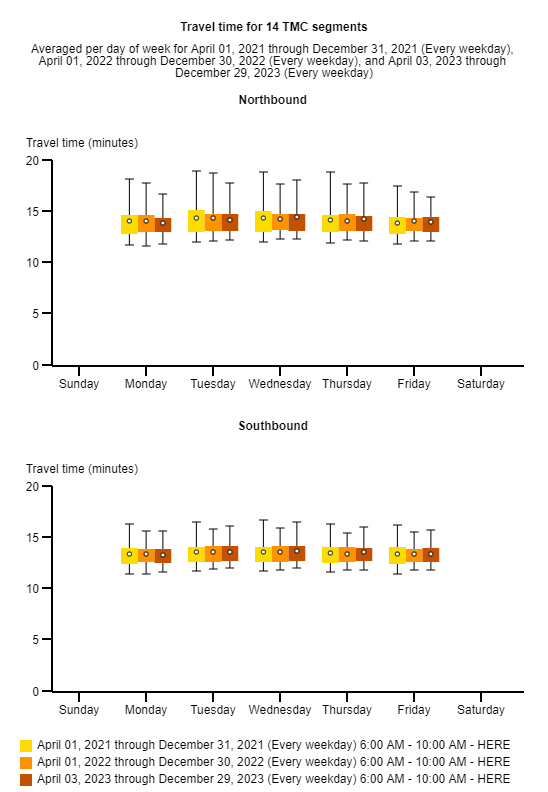 Travel time for 14 TMC segments
Averaged per day of week for April 01, 2021 through December 31, 2021 (Every weekday),
April 01, 2022 through December 30, 2022 (Every weekday), and April 03, 2023 through
December 29, 2023 (Every weekday)
Northbound
Travel time (minutes)
20
15
10
5
0
Sunday Monday Tuesday Wednesday Thursday Friday Saturday
Southbound
Travel time (minutes)
20
15
10
5
0
Sunday Monday Tuesday Wednesday Thursday Friday Saturday
April 01, 2021 through December 31, 2021 (Every weekday) 6:00 AM - 10:00 AM - HERE
April 01, 2022 through December 30, 2022 (Every weekday) 6:00 AM - 10:00 AM - HERE
April 03, 2023 through December 29, 2023 (Every weekday) 6:00 AM - 10:00 AM - HERE